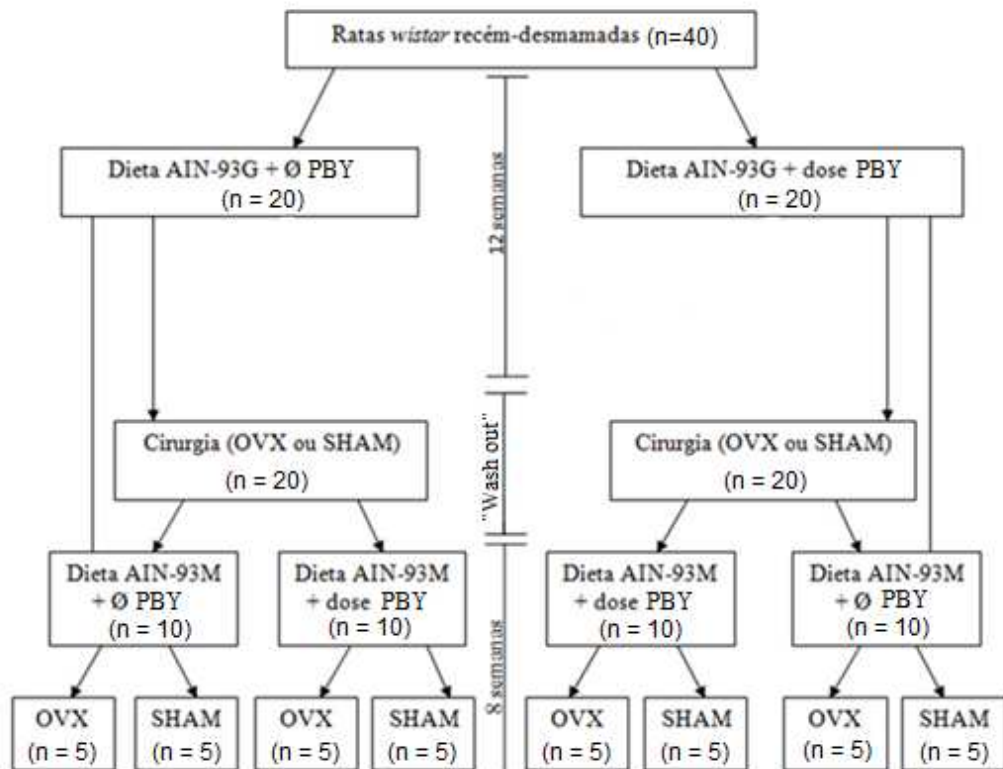 Ratas wistar recém-desmamadas (n=40)
Dieta AIN-93G + Ø PBY
(n = 20)
Dieta AIN-93G + dose PBY
(n = 20)
12 semanas
Cirurgia (OVX ou SHAM)
(n = 20)
"Wash out"
Cirurgia (OVX ou SHAM)
(n = 20)
Dieta AIN-93M
+ Ø PBY
(n = 10)
Dieta AIN-93M
+ dose PBY
(n = 10)
8 semanas
Dieta AIN-93M
+ dose PBY
(n = 10)
Dieta AIN-93M
+ Ø PBY
(n = 10)
OVX
(n = 5)
SHAM
(n = 5)
OVX
(n = 5)
SHAM
(n = 5)
OVX
(n = 5)
SHAM
(n = 5)
OVX
(n = 5)
SHAM
(n = 5)